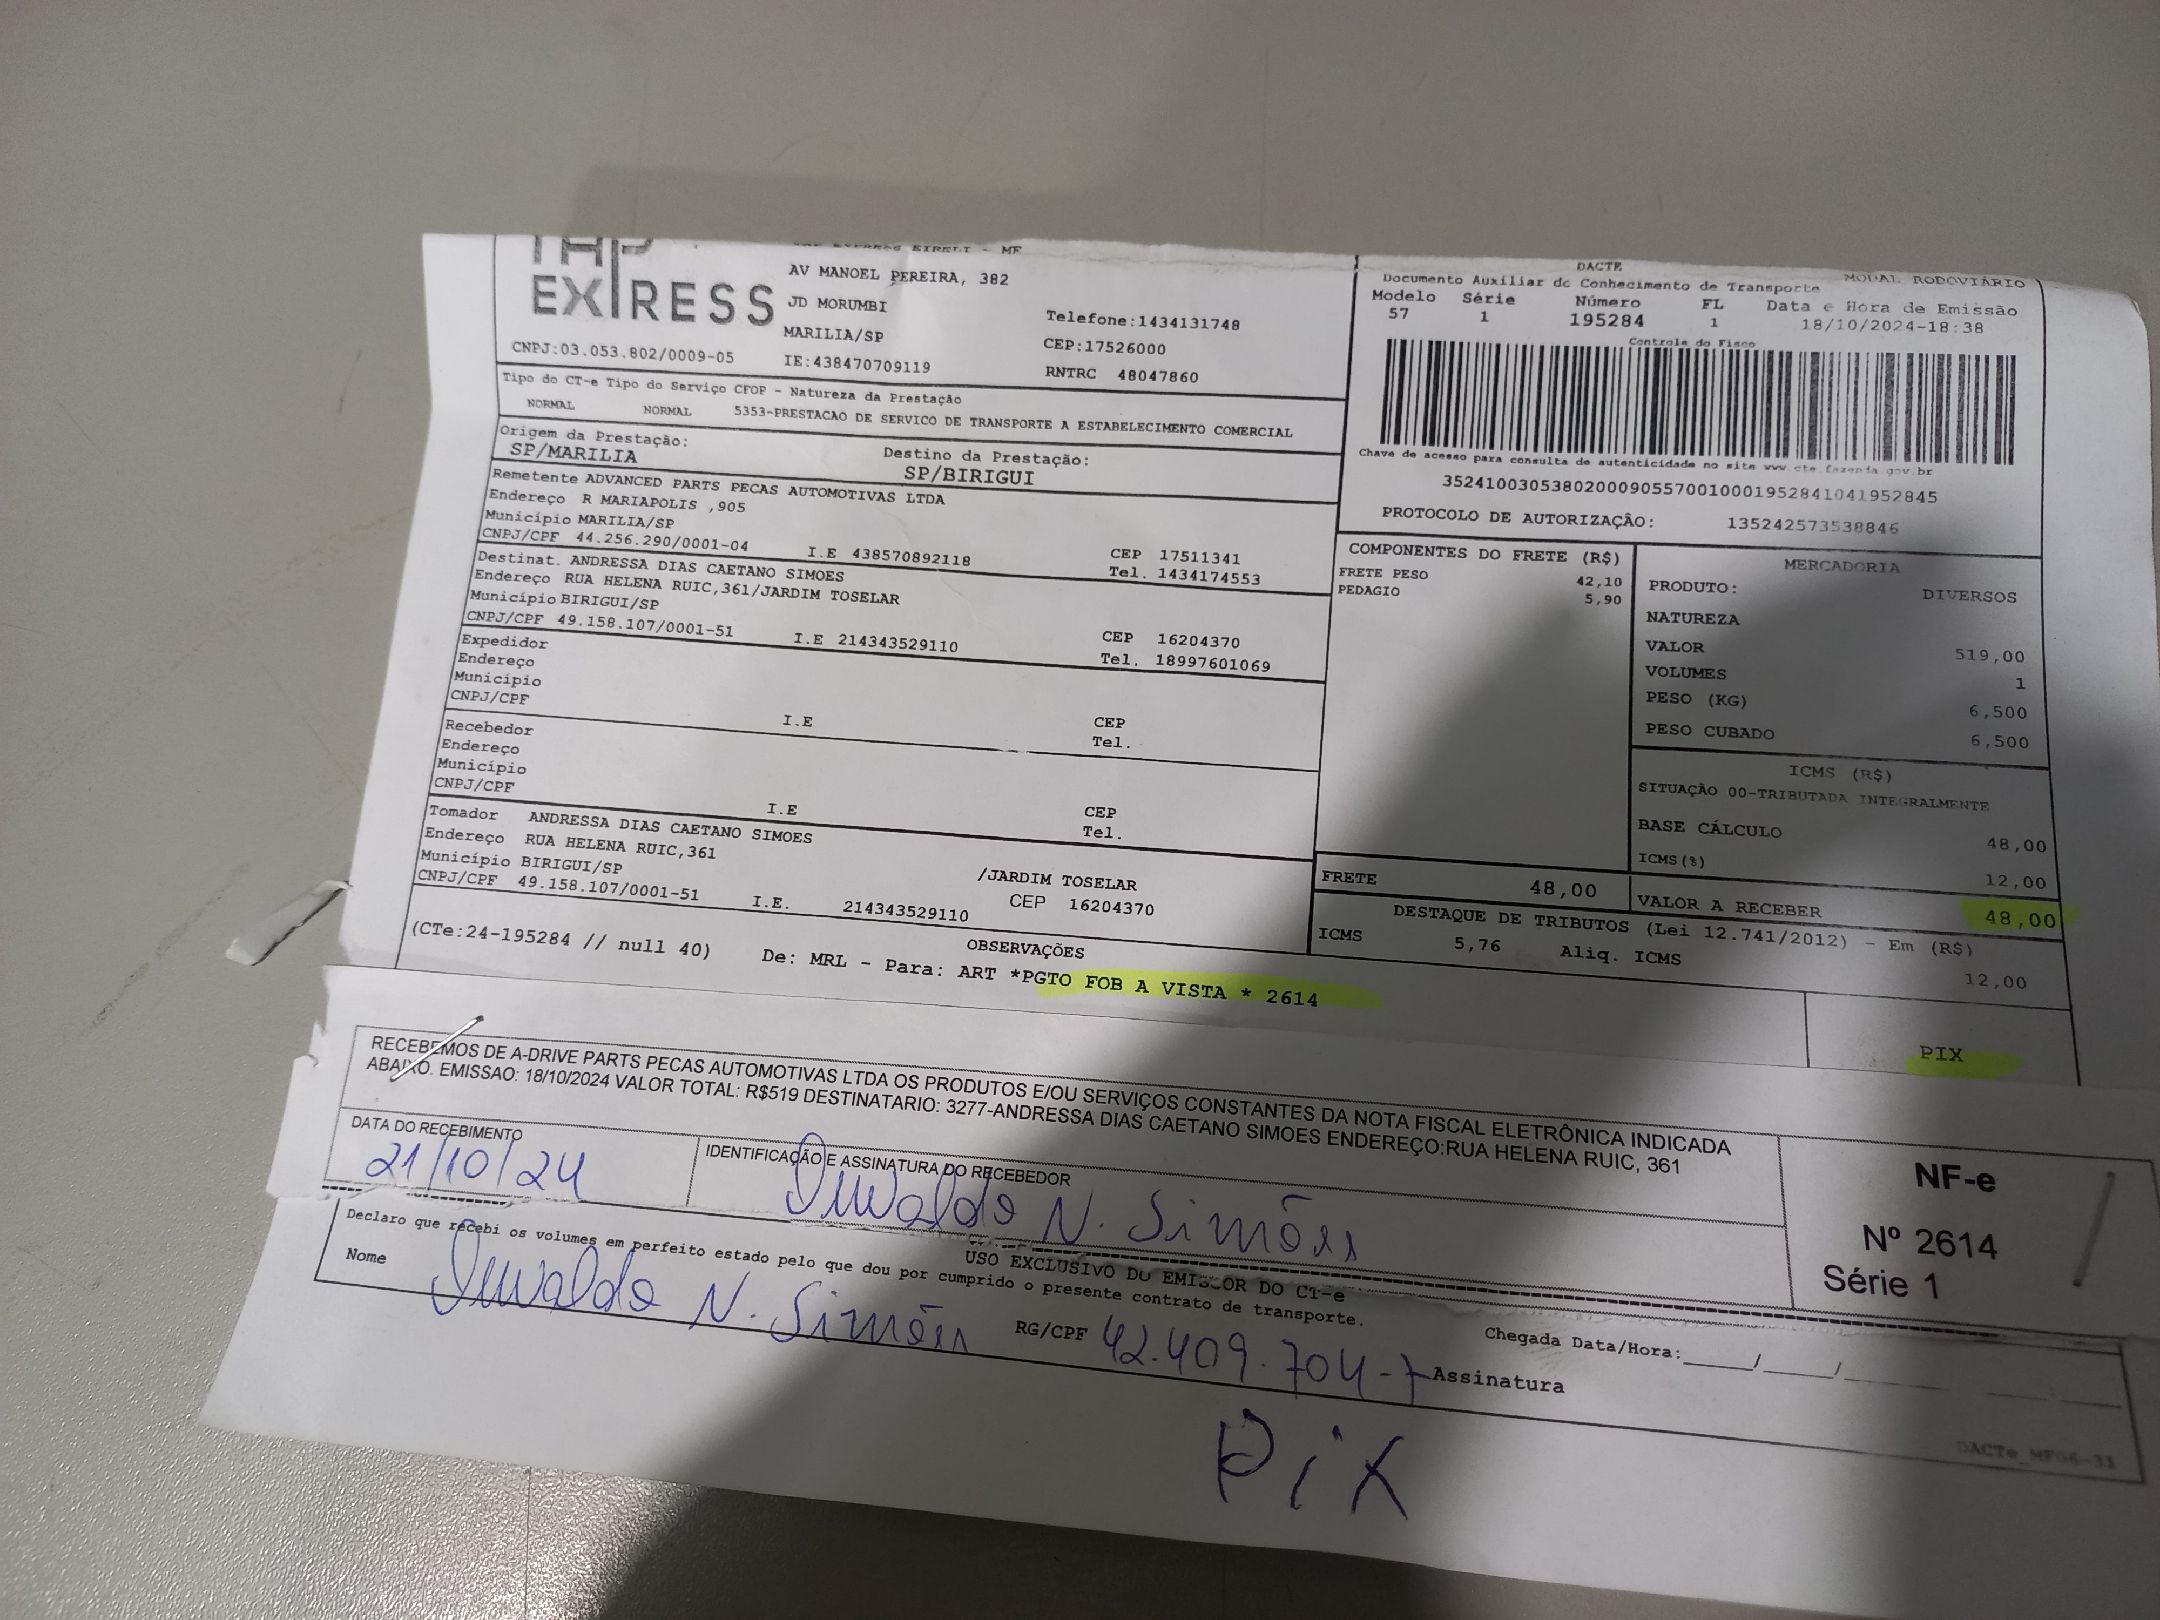 TAP
EXPRESS
TAP EXPRESS EIRELI - ME
AV MANOEL PEREIRA, 382
JD MORUMBI
MARILIA/SP
Telefone:1434131748
CEP:17526000
CNPJ:03.053.802/0009-05
IE:438470709119
RNTRC 48047860
Tipo do CT-e Tipo do Serviço CFOP - Natureza da Prestação
NORMAL NORMAL 5353-PRESTACAO DE SERVICO DE TRANSPORTE A ESTABELECIMENTO COMERCIAL
Origem da Prestação:
SP/MARILIA
Destino da Prestação:
SP/BIRIGUI
Remetente ADVANCED PARTS PECAS AUTOMOTIVAS LTDA
Endereço R MARIAPOLIS ,905
Município MARILIA/SP
CNPJ/CPF 44.256.290/0001-04 I.E 438570892118
CEP 17511341
Tel. 1434174553
Destinat. ANDRESSA DIAS CAETANO SIMOES
Endereço RUA HELENA RUIC,361/JARDIM TOSELAR
Município BIRIGUI/SP
CNPJ/CPF 49.158.107/0001-51 I.E 214343529110
CEP 16204370
Tel. 18997601069
Expedidor
Endereço
Município
CNPJ/CPF
I.E
CEP
Tel.
Recebedor
Endereço
Município
CNPJ/CPF
I.E
CEP
Tel.
Tomador ANDRESSA DIAS CAETANO SIMOES
Endereço RUA HELENA RUIC,361
/JARDIM TOSELAR
Município BIRIGUI/SP
CEP 16204370
CNPJ/CPF 49.158.107/0001-51 I.E. 214343529110
DACTE
MODAL RODOVIÁRIO
Documento Auxiliar do Conhecimento de Transporte
Modelo Série Número FL Data e Hora de Emissão
57 1 195284 1 18/10/2024-18:38
Controle do Fisco
Chave de acesso para consulta de autenticidade no site www.cte.fazenda.gov.br
35241003053802000905570010001952841041952845
PROTOCOLO DE AUTORIZAÇÃO: 135242573538846
COMPONENTES DO FRETE (R$)
FRETE PESO 42,10
PEDAGIO 5,90
MERCADORIA
PRODUTO: DIVERSOS
NATUREZA
VALOR 519,00
VOLUMES 1
PESO (KG) 6,500
PESO CUBADO 6,500
ICMS (R$)
SITUAÇÃO 00-TRIBUTADA INTEGRALMENTE
BASE CÁLCULO 48,00
ICMS(%) 12,00
FRETE 48,00
VALOR A RECEBER 48,00
DESTAQUE DE TRIBUTOS (Lei 12.741/2012) - Em (R$)
ICMS 5,76 Aliq. ICMS 12,00
OBSERVAÇÕES
(CTe:24-195284 // null 40) De: MRL - Para: ART *PGTO FOB A VISTA * 2614
PIX
RECEBEMOS DE A-DRIVE PARTS PECAS AUTOMOTIVAS LTDA OS PRODUTOS E/OU SERVIÇOS CONSTANTES DA NOTA FISCAL ELETRÔNICA INDICADA
ABAIXO. EMISSAO: 18/10/2024 VALOR TOTAL: R$519 DESTINATARIO: 3277-ANDRESSA DIAS CAETANO SIMOES ENDEREÇO:RUA HELENA RUIC, 361
DATA DO RECEBIMENTO
21/10/24
IDENTIFICAÇÃO E ASSINATURA DO RECEBEDOR
N. Simões
NF-e
Nº 2614
Série 1
USO EXCLUSIVO DO EMISSOR DO CT-e
Declaro que recebi os volumes em perfeito estado pelo que dou por cumprido o presente contrato de transporte.
Nome N. Simões RG/CPF 42.409.704-7 Assinatura
Chegada Data/Hora:_____/_____/_____
DACTe_MF06-31
Pix